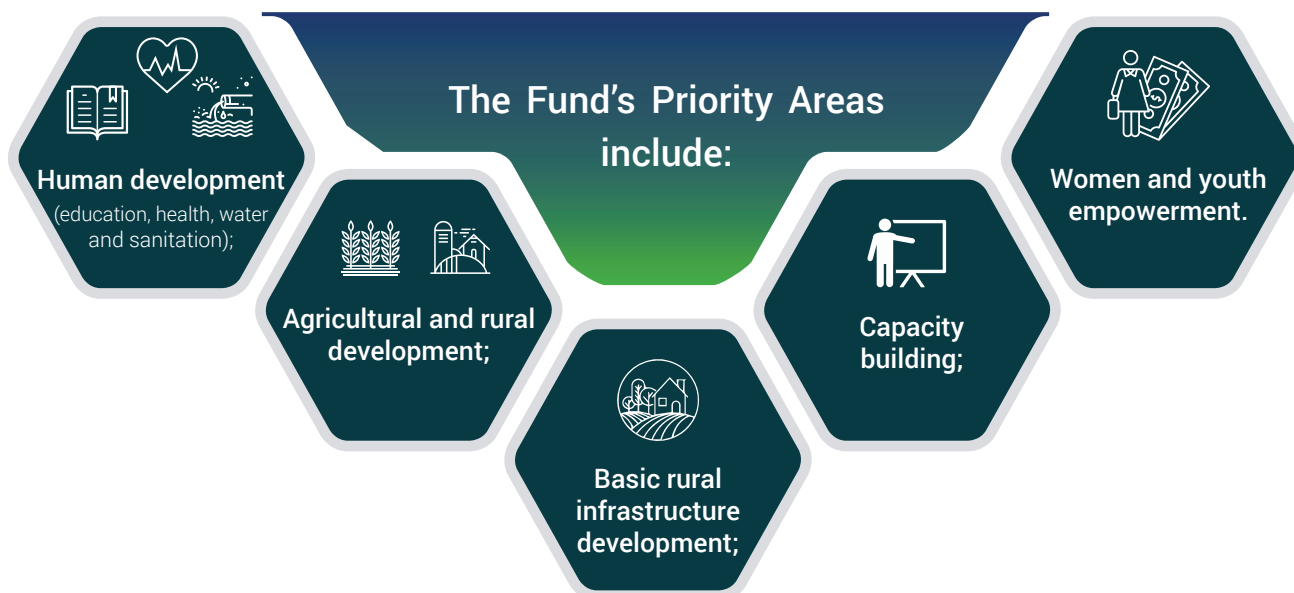 The Fund's Priority Areas
include:
Human development
(education, health, water
and sanitation);
Agricultural and rural
development;
Basic rural
infrastructure
development;
Capacity
building;
Women and youth
empowerment.